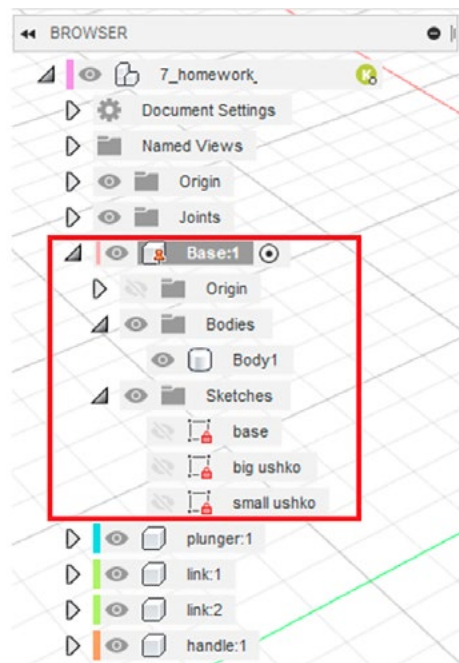 BROWSER
7_homework_
K
Document Settings
Named Views
Origin
Joints
Base:1
Origin
Bodies
Body1
Sketches
base
big ushko
small ushko
plunger:1
link:1
link:2
handle:1